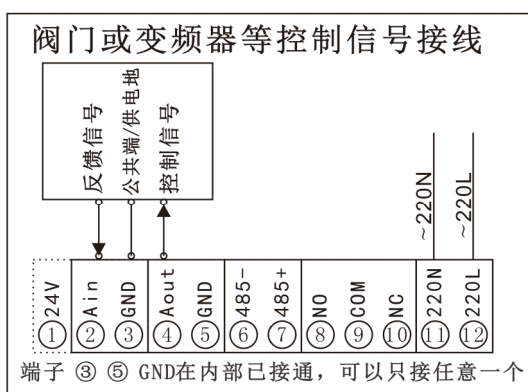 阀门或变频器等控制信号接线
反馈信号
公共端/供电地
控制信号
~220N
~220L
24V
Ain
GND
Aout
GND
485-
485+
NO
COM
NC
220N
220L
① ② ③ ④ ⑤ ⑥ ⑦ ⑧ ⑨ ⑩ ⑪ ⑫
端子 ③ ⑤ GND在内部已接通，可以只接任意一个